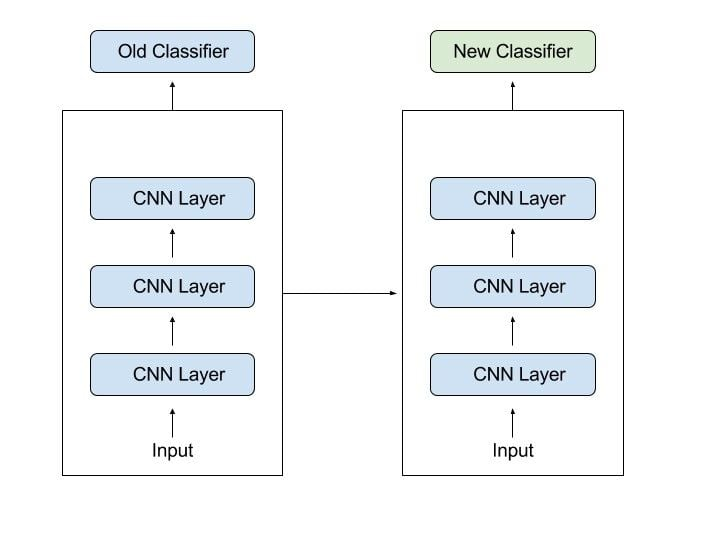 Old Classifier
CNN Layer
CNN Layer
CNN Layer
Input
New Classifier
CNN Layer
CNN Layer
CNN Layer
Input